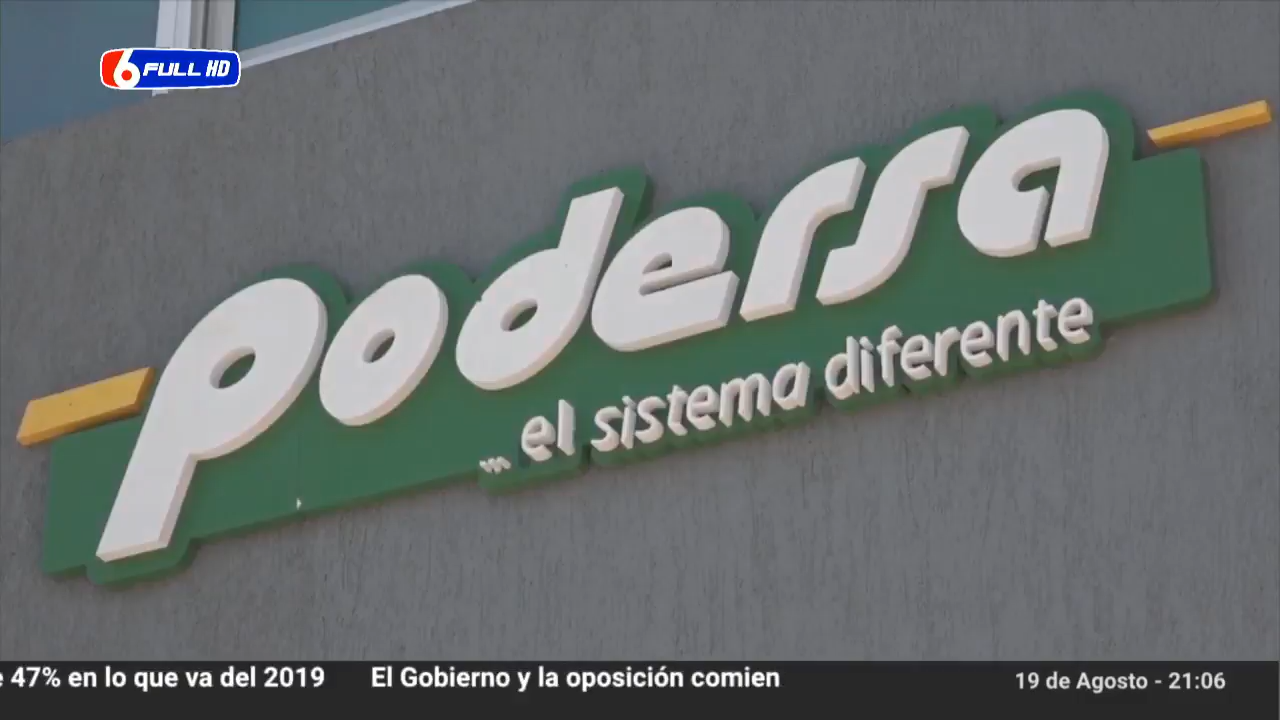 6 FULL HD
podersa
... el sistema diferente
47% en lo que va del 2019 El Gobierno y la oposición comien
19 de Agosto - 21:06